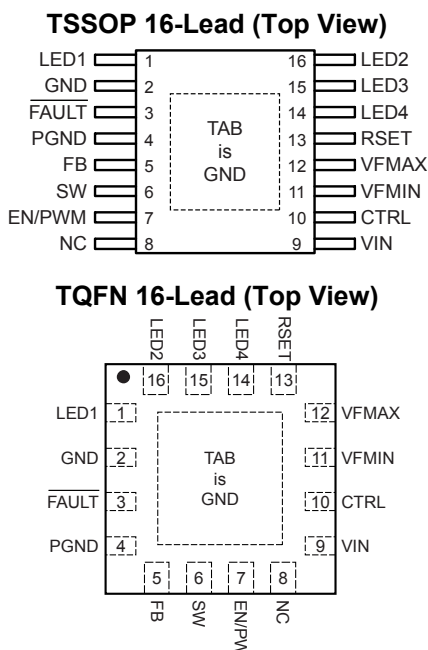 TSSOP 16-Lead (Top View)
LED1 1 16 LED2
GND 2 15 LED3
FAULT 3 14 LED4
PGND 4 13 RSET
FB 5 12 VFMAX
SW 6 11 VFMIN
EN/PWM 7 10 CTRL
NC 8 9 VIN
TAB
is
GND
TQFN 16-Lead (Top View)
LED2 LED3 LED4 RSET
16 15 14 13
LED1 1 12 VFMAX
GND 2 11 VFMIN
FAULT 3 10 CTRL
PGND 4 9 VIN
TAB
is
GND
5 6 7 8
FB SW NC